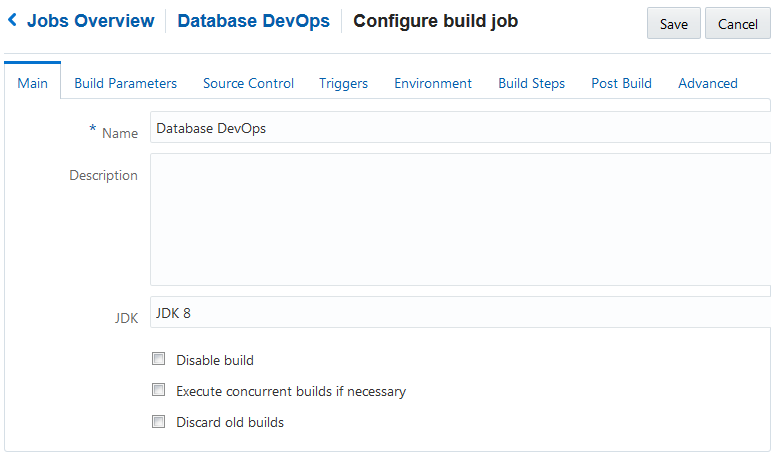 Jobs Overview Database DevOps Configure build job Save Cancel
Main Build Parameters Source Control Triggers Environment Build Steps Post Build Advanced
* Name Database DevOps
Description
JDK JDK 8
Disable build
Execute concurrent builds if necessary
Discard old builds